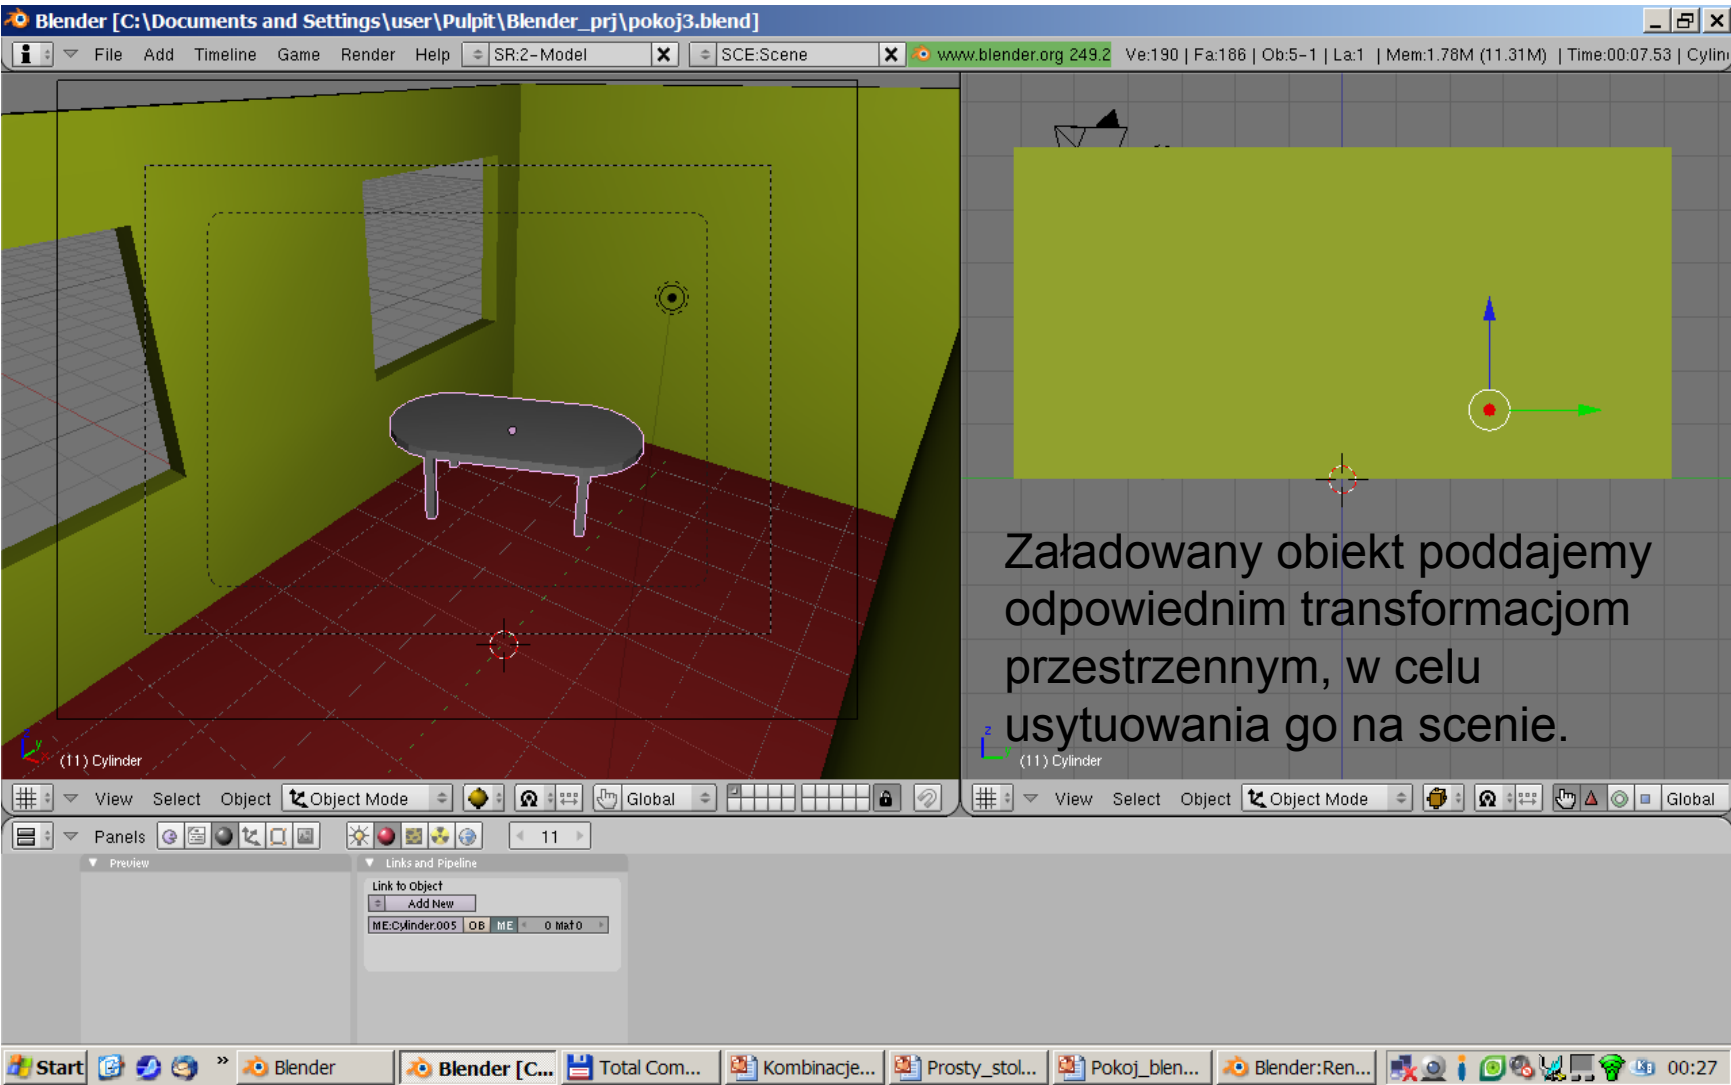 Blender [C:\Documents and Settings\user\Pulpit\Blender_prj\pokoj3.blend]
File Add Timeline Game Render Help SR:2-Model SCE:Scene www.blender.org 249.2 Ve:190 | Fa:186 | Ob:5-1 | La:1 | Mem:1.78M (11.31M) | Time:00:07.53 | Cylin
Załadowany obiekt poddajemy
odpowiednim transformacjom
przestrzennym, w celu
usytuowania go na scenie.
z
y
x
(11) Cylinder
z
y
(11) Cylinder
View Select Object Object Mode Global
View Select Object Object Mode Global
Panels 11
Preview
Links and Pipeline
Link to Object
Add New
ME:Cylinder.005 OB ME 0 Mat 0
Start » Blender Blender [C... Total Com... Kombinacje... Prosty_stol... Pokoj_blen... Blender:Ren... 00:27